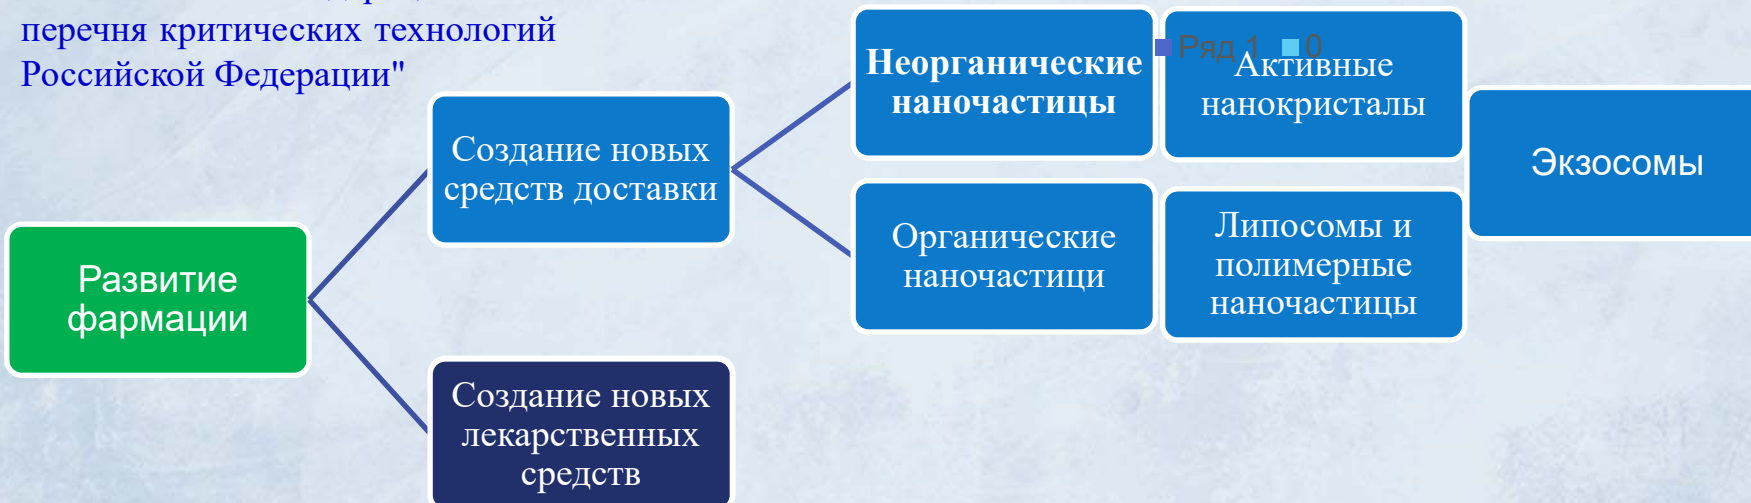 перечня критических технологий
Российской Федерации"
Неорганические
наночастицы
Ряд 1
0
Активные
нанокристалы
Экзосомы
Создание новых
средств доставки
Органические
наночастици
Липосомы и
полимерные
наночастицы
Развитие
фармации
Создание новых
лекарственных
средств